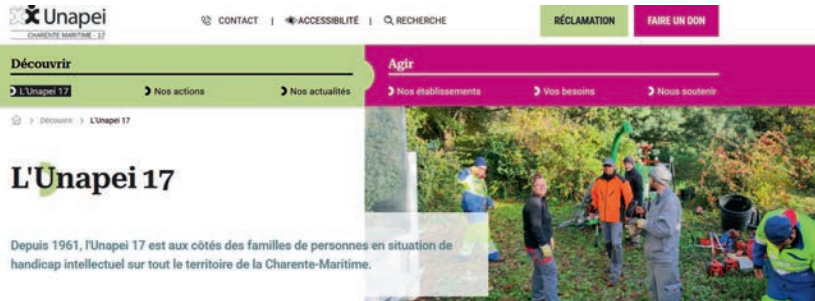 Unapei
CHARENTE MARITIME - 17
CONTACT | ACCESSIBILITÉ | RECHERCHE
RÉCLAMATION
FAIRE UN DON
Découvrir
L'Unapei 17
Nos actions
Nos actualités
Agir
Nos établissements
Vos besoins
Nous soutenir
Découvrir > L'Unapei 17
L'Unapei 17
Depuis 1961, l'Unapei 17 est aux côtés des familles de personnes en situation de
handicap intellectuel sur tout le territoire de la Charente-Maritime.